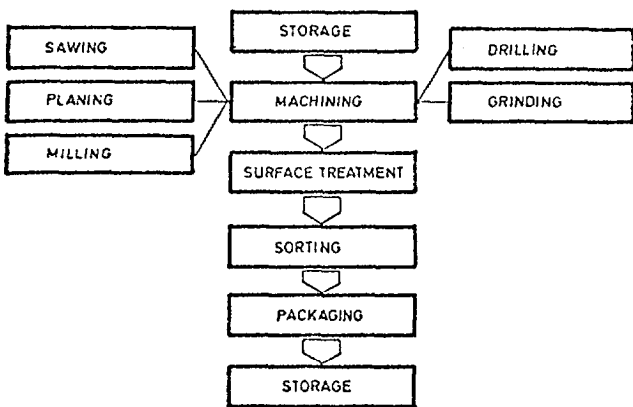 STORAGE
SAWING
DRILLING
PLANING
MACHINING
GRINDING
MILLING
SURFACE TREATMENT
SORTING
PACKAGING
STORAGE